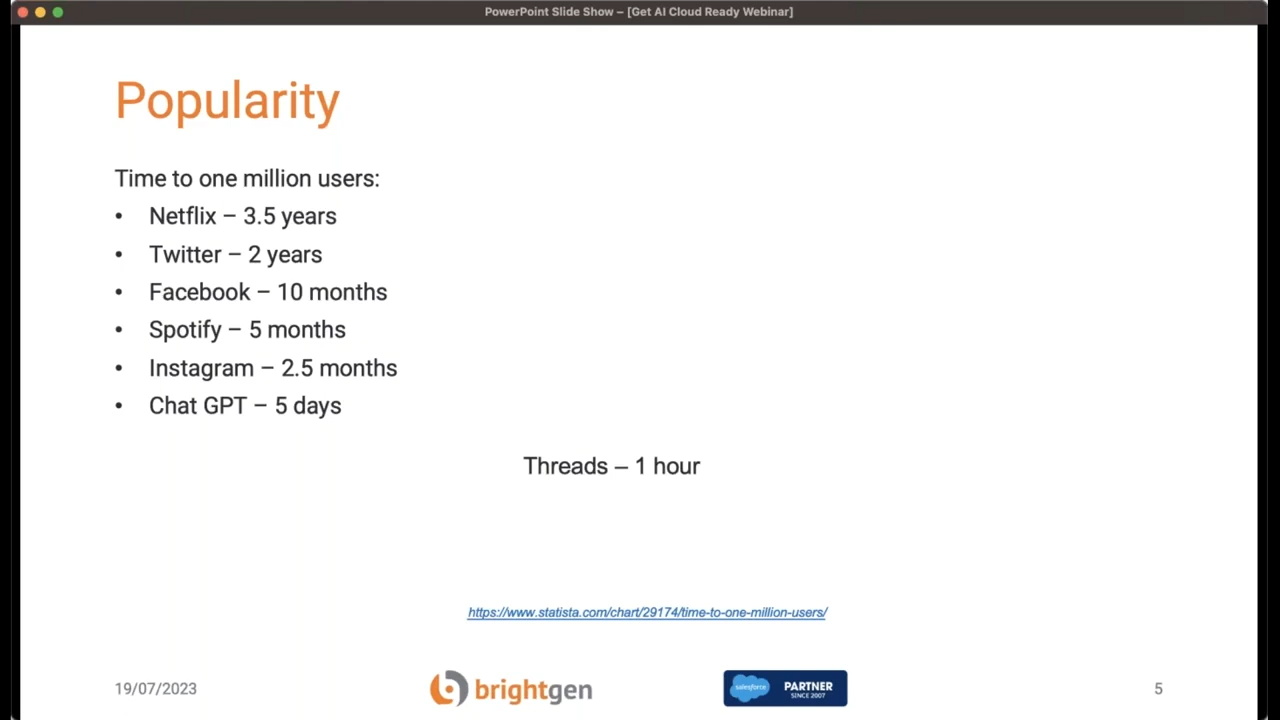 PowerPoint Slide Show – [Get AI Cloud Ready Webinar]
Popularity
Time to one million users:
• Netflix – 3.5 years
• Twitter – 2 years
• Facebook – 10 months
• Spotify – 5 months
• Instagram – 2.5 months
• Chat GPT – 5 days
Threads – 1 hour
https://www.statista.com/chart/29174/time-to-one-million-users/
19/07/2023
brightgen
salesforce
PARTNER
SINCE 2007
5